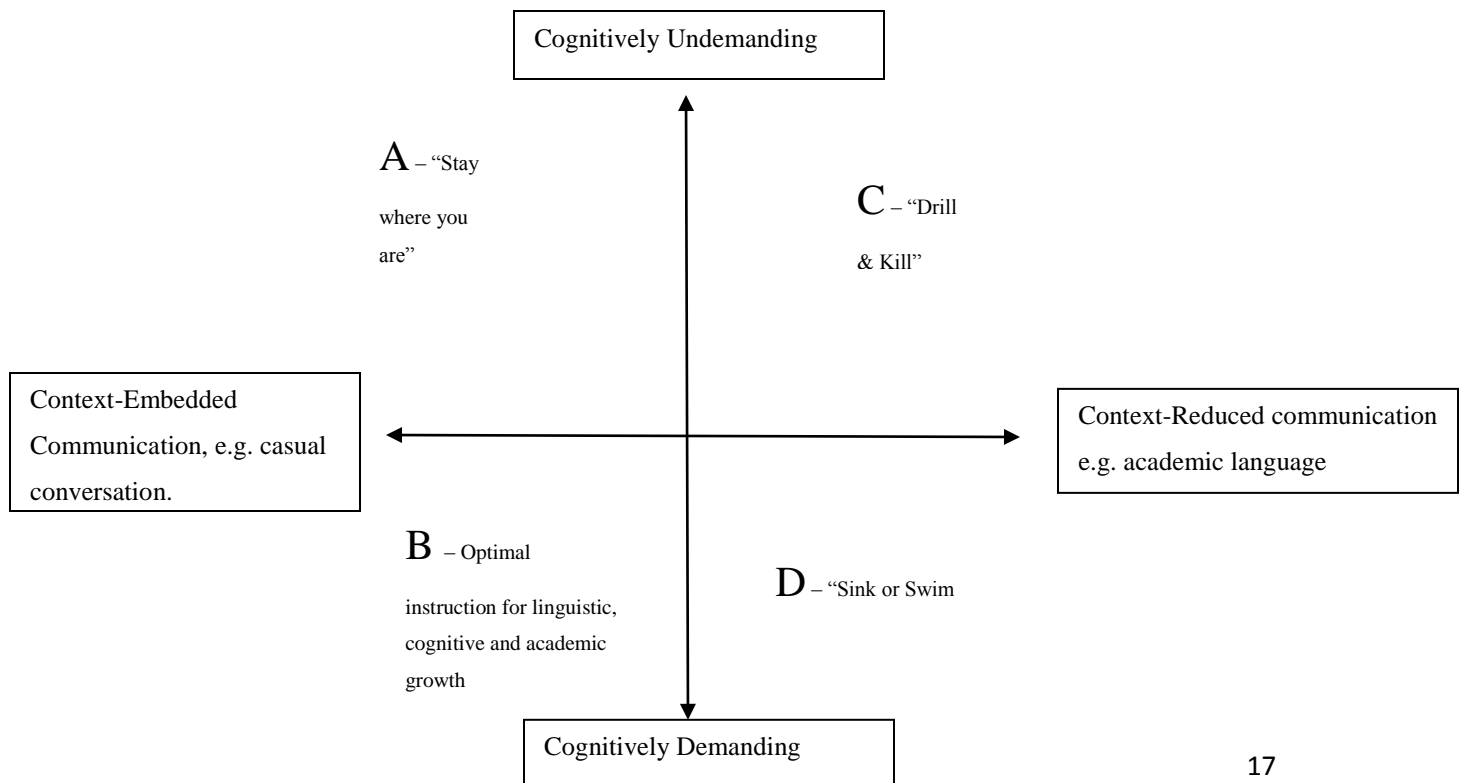 Cognitively Undemanding
A – “Stay
where you
are”
C – “Drill
& Kill”
Context-Embedded
Communication, e.g. casual
conversation.
Context-Reduced communication
e.g. academic language
B – Optimal
instruction for linguistic,
cognitive and academic
growth
D – “Sink or Swim
Cognitively Demanding
17